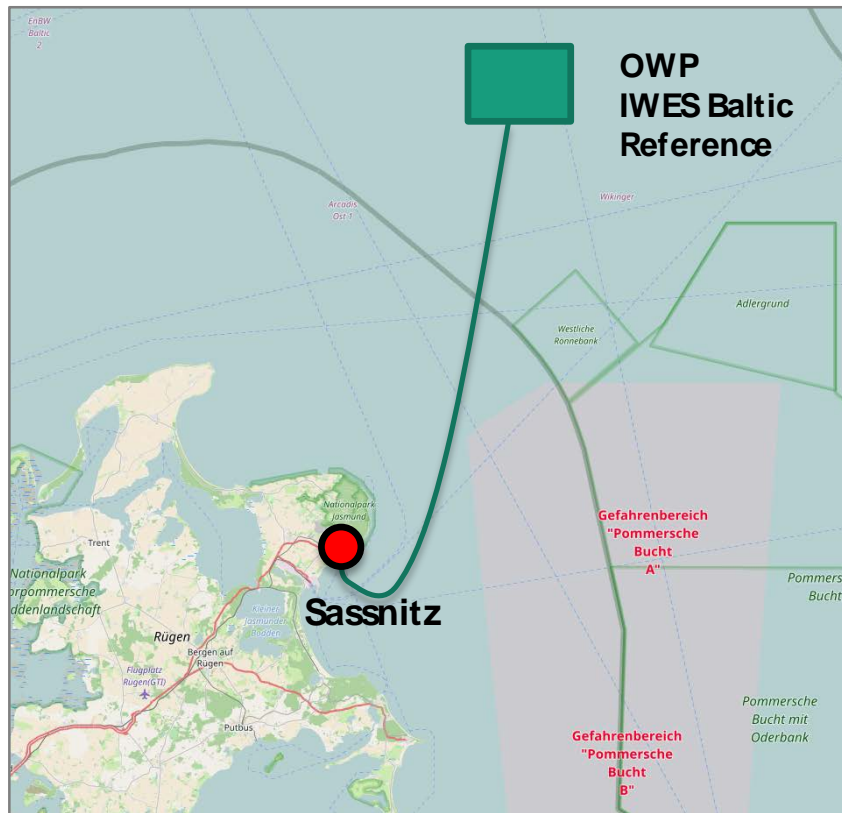 EnBW
Baltic
2
OWP
IWES Baltic
Reference
Wikinger
Arcadis
Ost 1
Adlergrund
Westliche
Rönnebank
Nationalpark
Jasmund
Gefahrenbereich
"Pommersche
Bucht
A"
Trent
Nationalpark
orpommersche
ddenlandschaft
Pommersch
Bucht
Sassnitz
Kleiner
Jasmunder
Bodden
Rügen
Bergen auf
Rügen
Flugplatz
Rügen(GTI)
Putbus
Pommersche
Bucht mit
Oderbank
Gefahrenbereich
"Pommersche
Bucht
B"